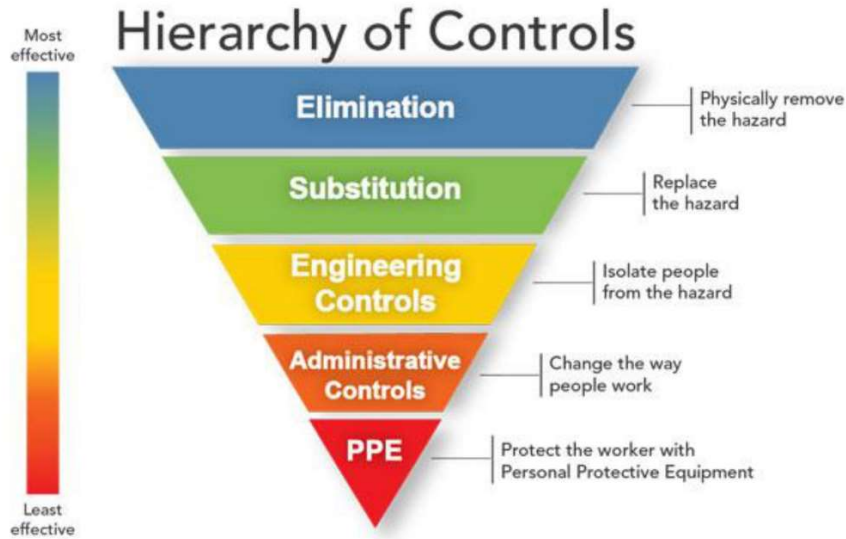 Hierarchy of Controls
Most
effective
Elimination
Physically remove
the hazard
Substitution
Replace
the hazard
Engineering
Controls
Isolate people
from the hazard
Administrative
Controls
Change the way
people work
PPE
Protect the worker with
Personal Protective Equipment
Least
effective